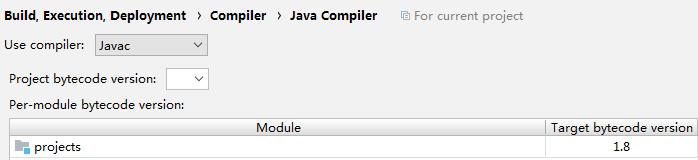 Build, Execution, Deployment › Compiler › Java Compiler For current project
Use compiler: Javac
Project bytecode version:
Per-module bytecode version:
Module Target bytecode version
projects 1.8